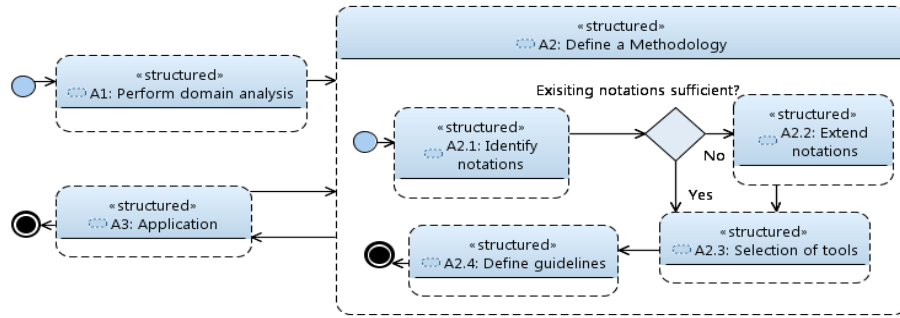 «structured»
A2: Define a Methodology
«structured»
A1: Perform domain analysis
Exisiting notations sufficient?
«structured»
A2.1: Identify
notations
«structured»
A2.2: Extend
notations
No
Yes
«structured»
A3: Application
«structured»
A2.4: Define guidelines
«structured»
A2.3: Selection of tools